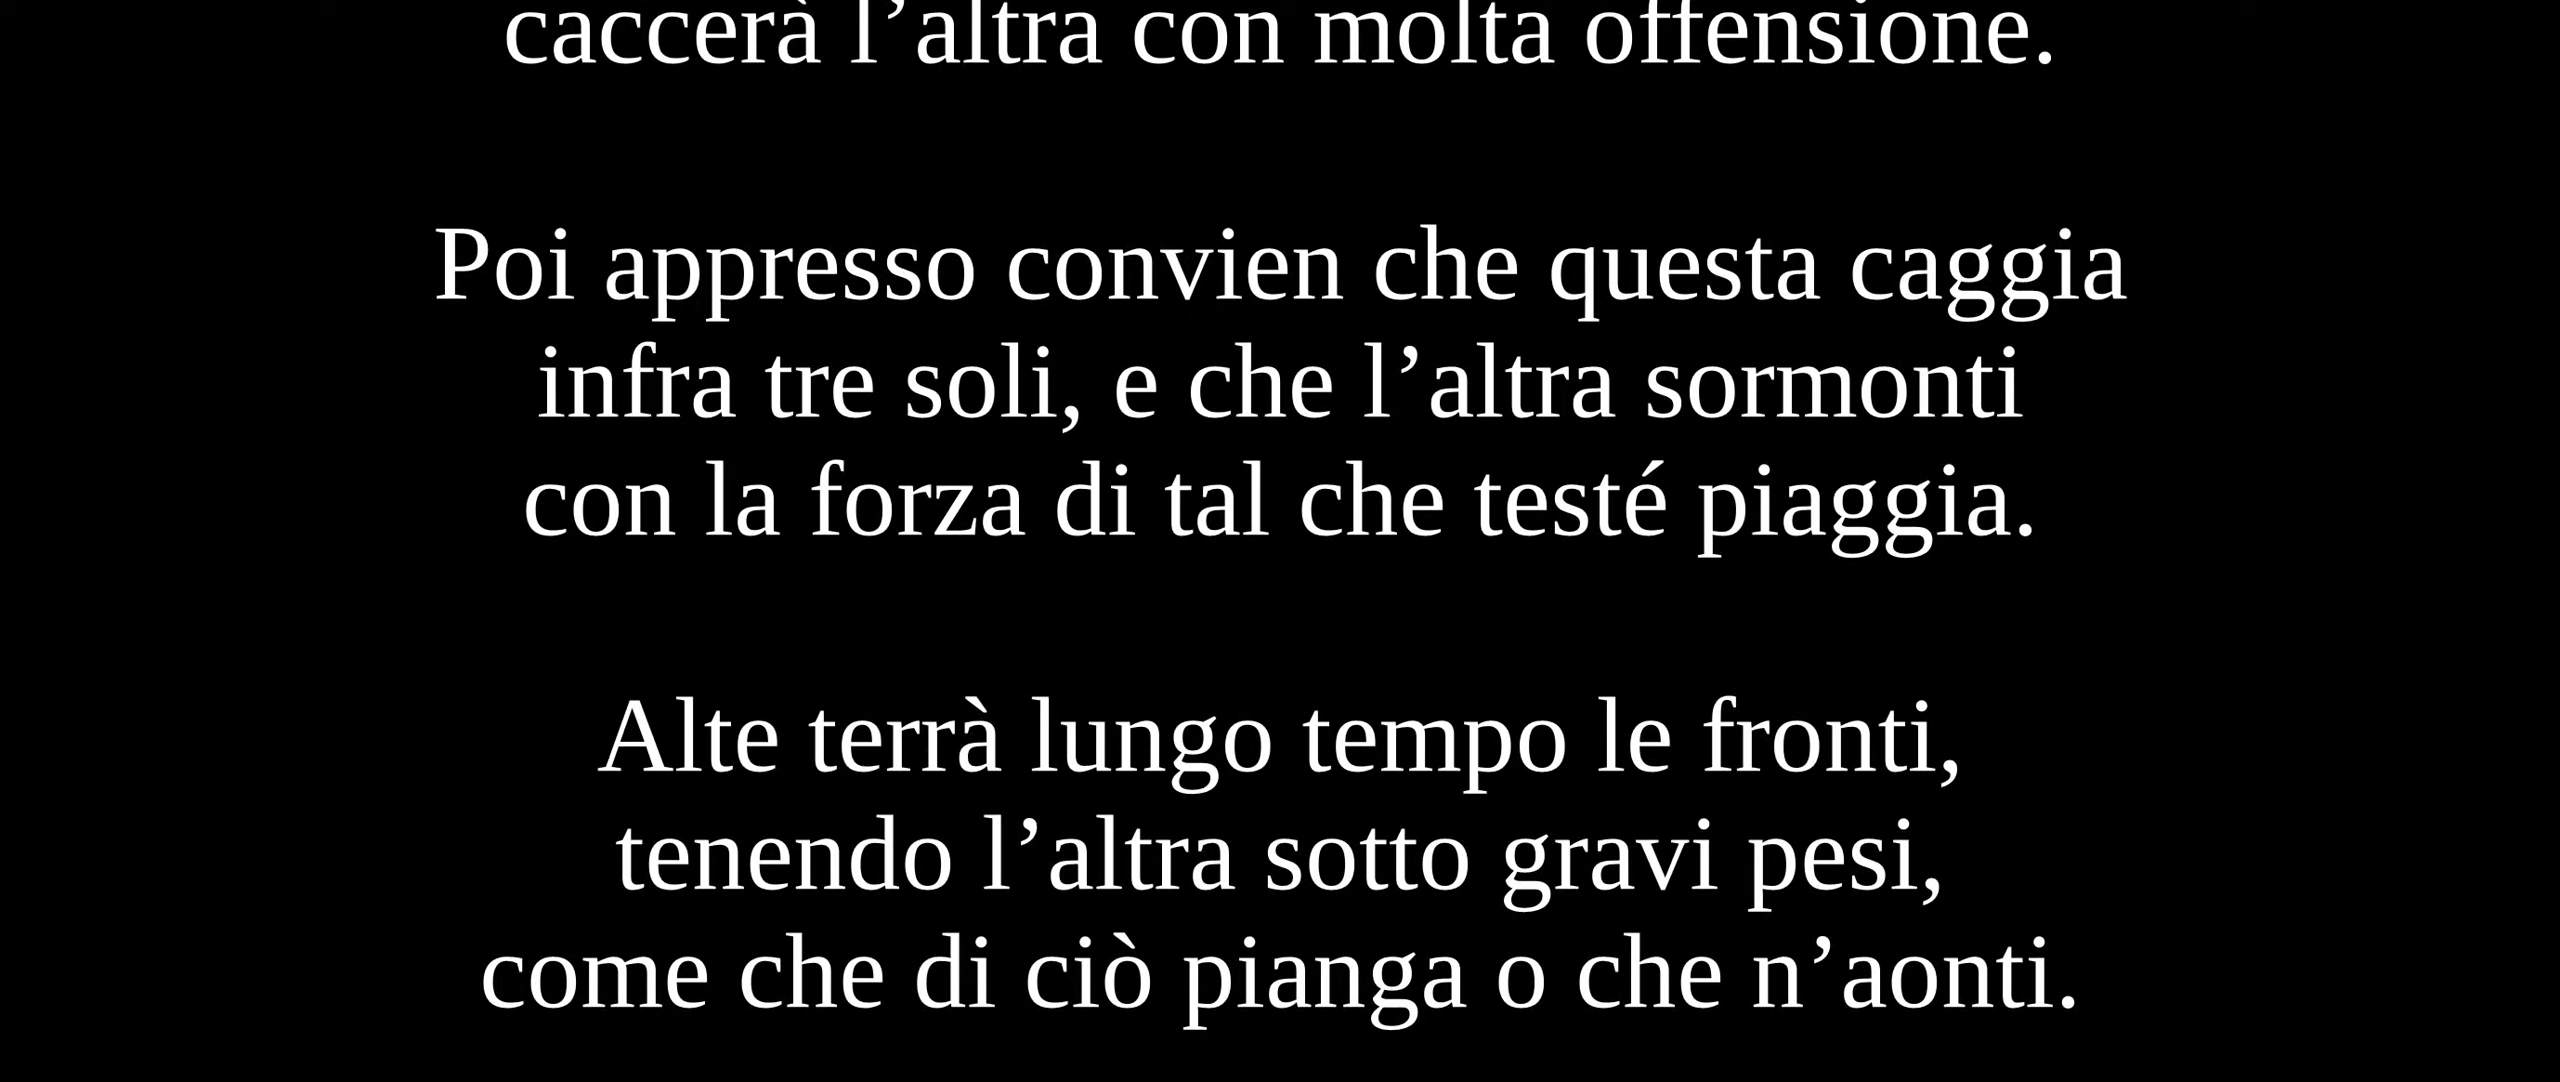 caccerà l’altra con molta offensione.
Poi appresso convien che questa caggia
infra tre soli, e che l’altra sormonti
con la forza di tal che testé piaggia.
Alte terrà lungo tempo le fronti,
tenendo l’altra sotto gravi pesi,
come che di ciò pianga o che n’aonti.